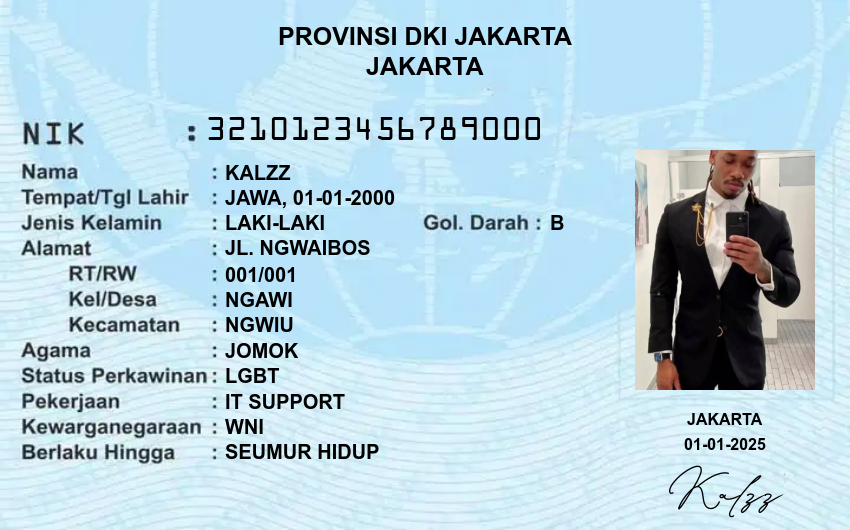 PROVINSI DKI JAKARTA
JAKARTA
NIK : 3210123456789000
Nama : KALZZ
Tempat/Tgl Lahir : JAWA, 01-01-2000
Jenis Kelamin : LAKI-LAKI Gol. Darah : B
Alamat : JL. NGWAIBOS
RT/RW : 001/001
Kel/Desa : NGAWI
Kecamatan : NGWIU
Agama : JOMOK
Status Perkawinan : LGBT
Pekerjaan : IT SUPPORT
Kewarganegaraan : WNI
Berlaku Hingga : SEUMUR HIDUP
JAKARTA
01-01-2025
Kalzz